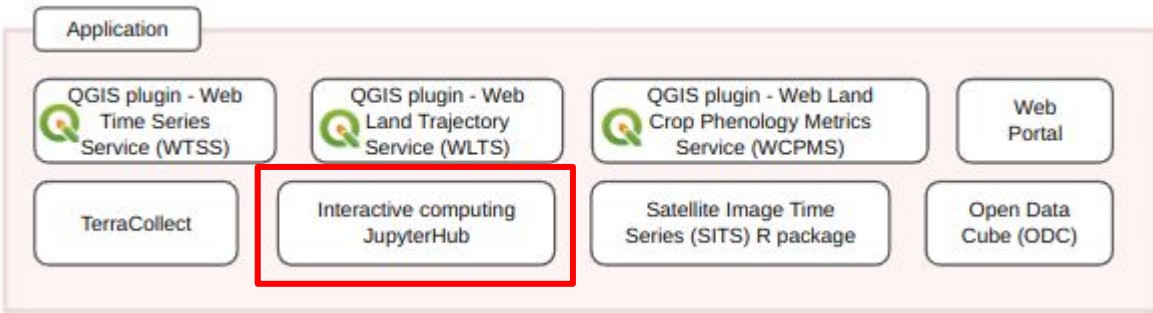 Application
QGIS plugin - Web
Time Series
Service (WTSS)
QGIS plugin - Web
Land Trajectory
Service (WLTS)
QGIS plugin - Web Land
Crop Phenology Metrics
Service (WCPMS)
Web
Portal
TerraCollect
Interactive computing
JupyterHub
Satellite Image Time
Series (SITS) R package
Open Data
Cube (ODC)